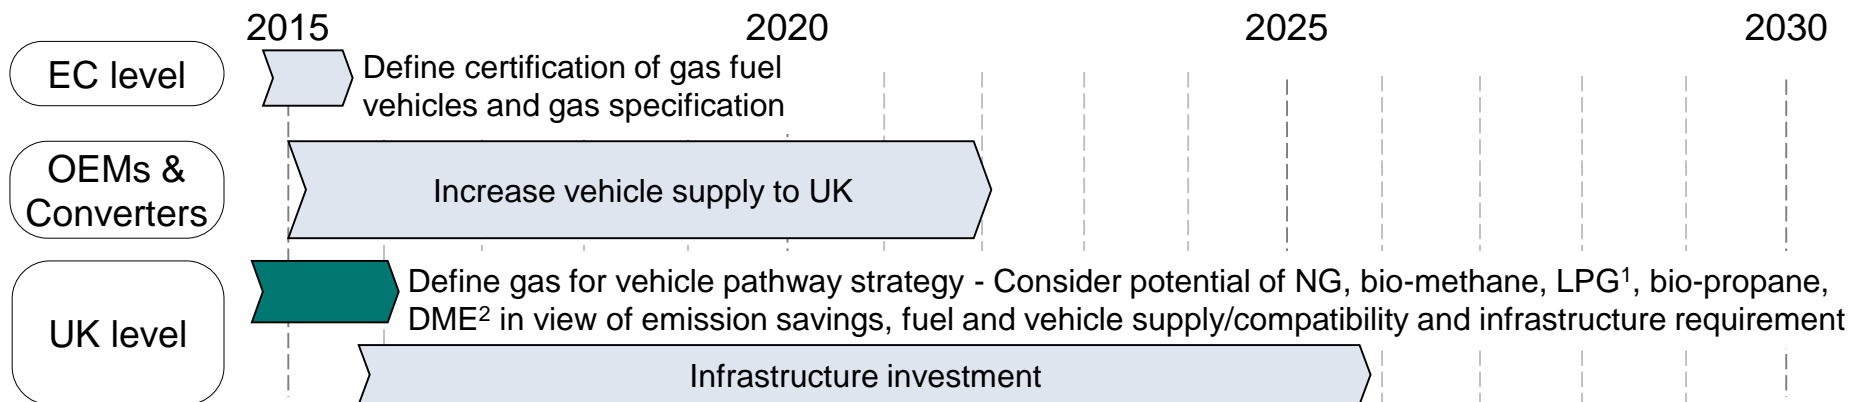 2015 2020 2025 2030
EC level
Define certification of gas fuel
vehicles and gas specification
OEMs &
Converters
Increase vehicle supply to UK
UK level
Define gas for vehicle pathway strategy - Consider potential of NG, bio-methane, LPG¹, bio-propane,
DME² in view of emission savings, fuel and vehicle supply/compatibility and infrastructure requirement
Infrastructure investment